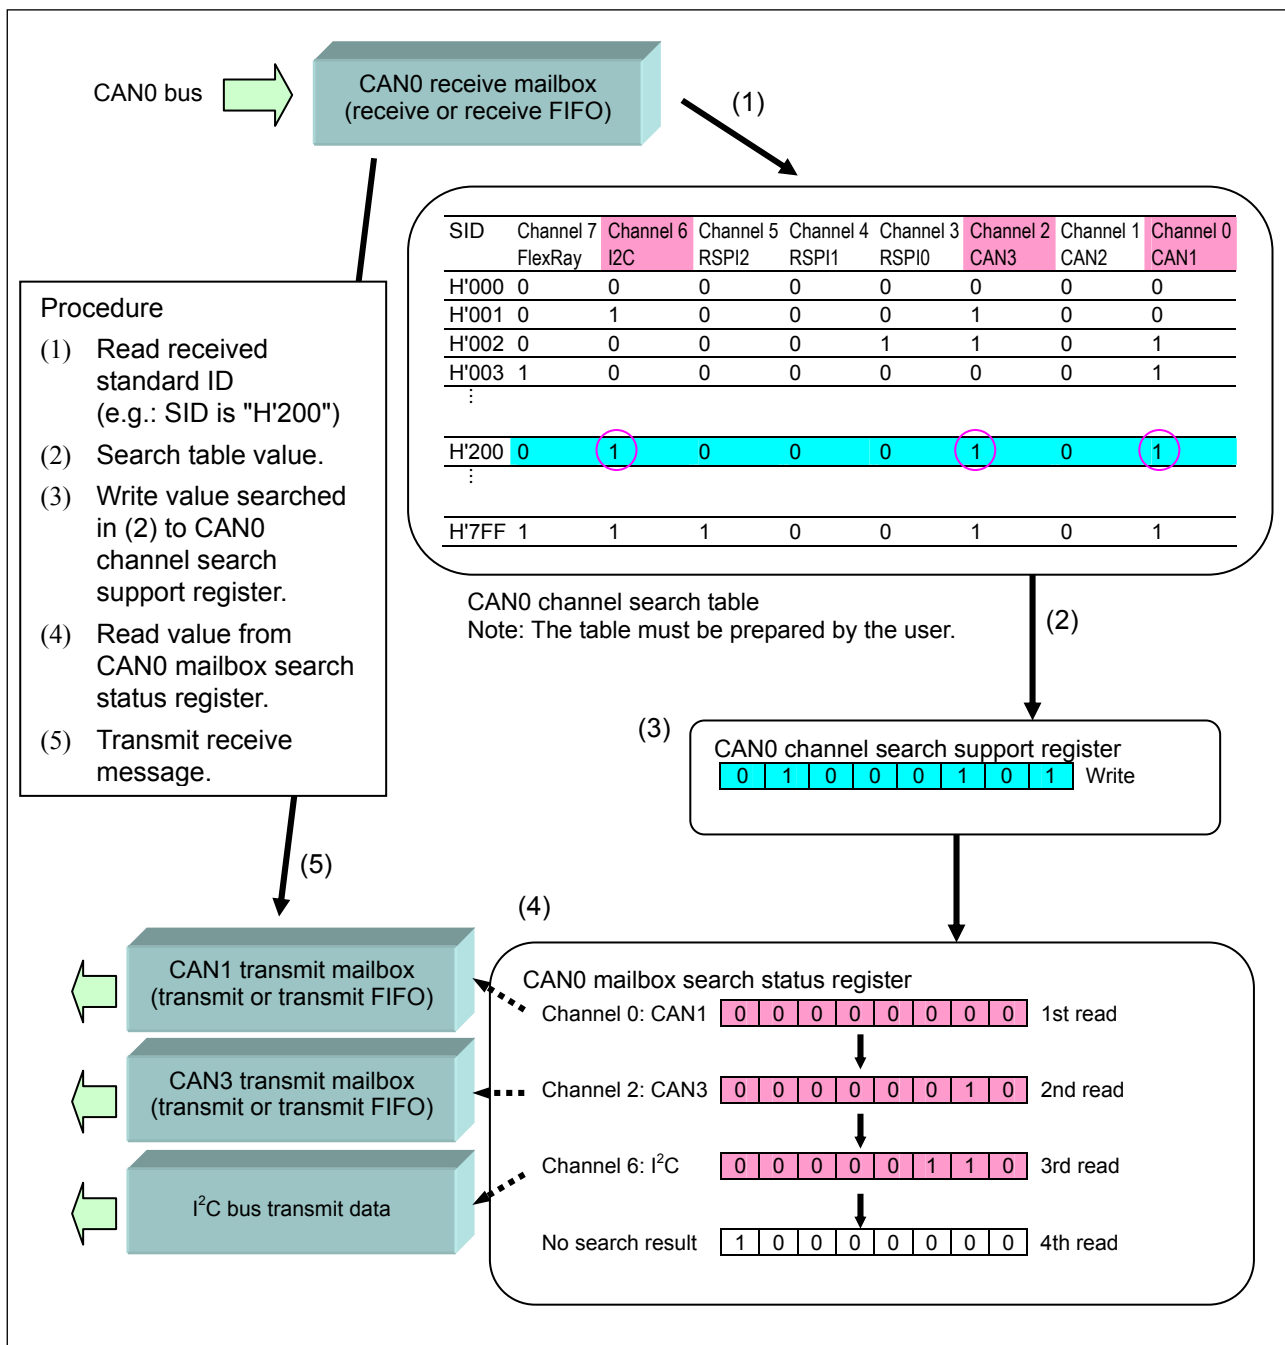 CAN0 bus
CAN0 receive mailbox
(receive or receive FIFO)
(1)
SID Channel 7 Channel 6 Channel 5 Channel 4 Channel 3 Channel 2 Channel 1 Channel 0
FlexRay I2C RSPI2 RSPI1 RSPI0 CAN3 CAN2 CAN1
H'000 0 0 0 0 0 0 0 0
H'001 0 1 0 0 0 1 0 0
H'002 0 0 0 0 1 1 0 1
H'003 1 0 0 0 0 0 0 1
⋮
H'200 0 1 0 0 0 1 0 1
⋮
H'7FF 1 1 1 0 0 1 0 1
CAN0 channel search table
Note: The table must be prepared by the user.
(2)
Procedure
(1) Read received
standard ID
(e.g.: SID is "H'200")
(2) Search table value.
(3) Write value searched
in (2) to CAN0
channel search
support register.
(4) Read value from
CAN0 mailbox search
status register.
(5) Transmit receive
message.
(3)
CAN0 channel search support register
0 1 0 0 0 1 0 1 Write
(5)
(4)
CAN0 mailbox search status register
Channel 0: CAN1 0 0 0 0 0 0 0 0 1st read
Channel 2: CAN3 0 0 0 0 0 0 1 0 2nd read
Channel 6: I²C 0 0 0 0 0 1 1 0 3rd read
No search result 1 0 0 0 0 0 0 0 4th read
CAN1 transmit mailbox
(transmit or transmit FIFO)
CAN3 transmit mailbox
(transmit or transmit FIFO)
I²C bus transmit data